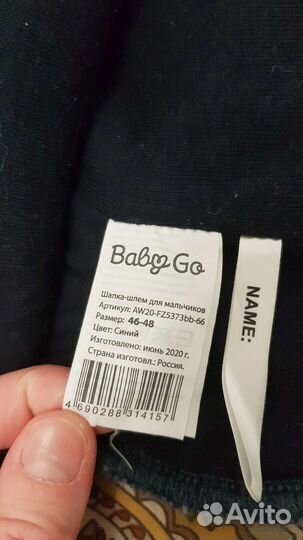 Baby Go
Шапка-шлем для мальчиков
Артикул: AW20-FZ5373bb-66
Размер: 46-48
Цвет: Синий
Изготовлено: июнь 2020 г.
Страна изготовл.: Россия.
4 690288 314157
NAME:
Avito